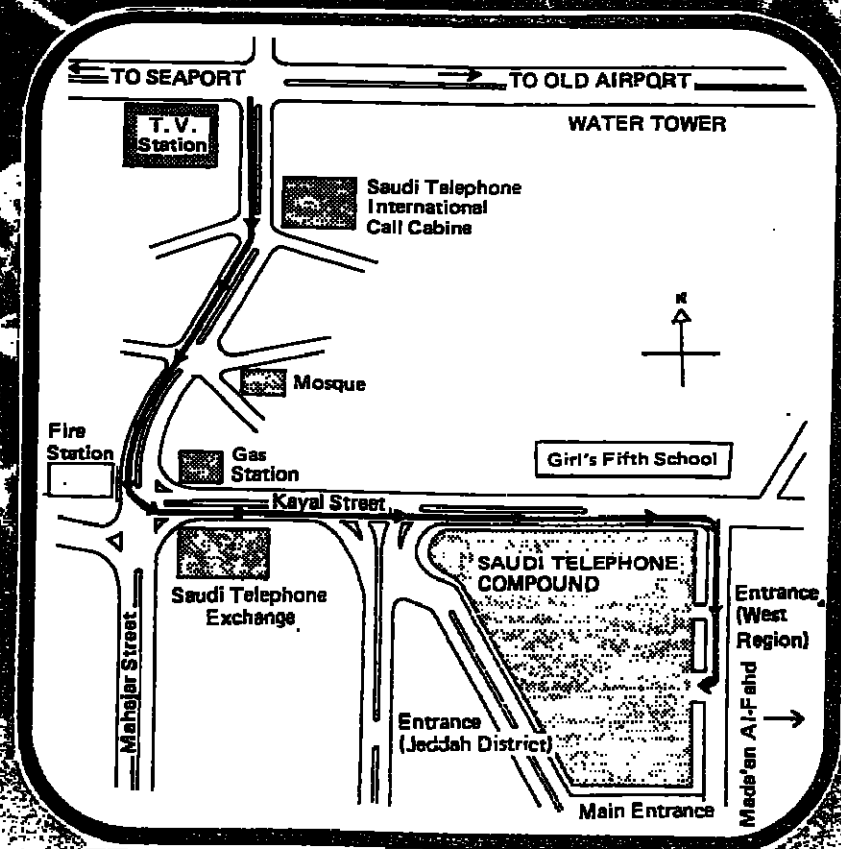 TO SEAPORT
TO OLD AIRPORT
WATER TOWER
T. V.
Station
Saudi Telephone
International
Call Cabine
N
Mosque
Fire
Station
Gas
Station
Girl's Fifth School
Kayal Street
SAUDI TELEPHONE
COMPOUND
Saudi Telephone
Exchange
Entrance
(West
Region)
Mahajar Street
Entrance
(Jeddah District)
Mada'en Al-Fahd
Main Entrance